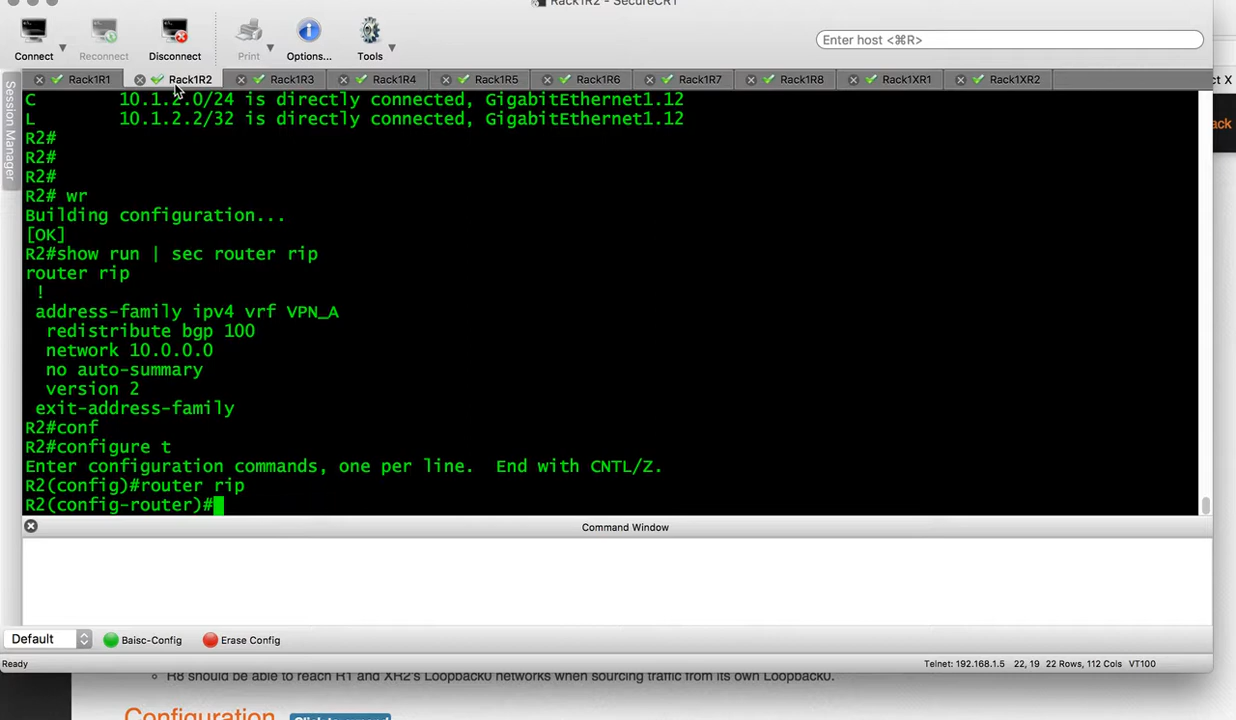 Rack1R2 - SecureCRT
Connect
Reconnect
Disconnect
Print
Options...
Tools
Enter host <⌘R>
Rack1R1
Rack1R2
Rack1R3
Rack1R4
Rack1R5
Rack1R6
Rack1R7
Rack1R8
Rack1XR1
Rack1XR2
Session Manager
C        10.1.2.0/24 is directly connected, GigabitEthernet1.12
L        10.1.2.2/32 is directly connected, GigabitEthernet1.12
R2#
R2#
R2#
R2# wr
Building configuration...
[OK]
R2#show run | sec router rip
router rip
 !
 address-family ipv4 vrf VPN_A
  redistribute bgp 100
  network 10.0.0.0
  no auto-summary
  version 2
 exit-address-family
R2#conf
R2#configure t
Enter configuration commands, one per line.  End with CNTL/Z.
R2(config)#router rip
R2(config-router)#
Command Window
Default
Baisc-Config
Erase Config
Ready
Telnet: 192.168.1.5
22, 19
22 Rows, 112 Cols
VT100
R8 should be able to reach R1 and XR2's Loopback0 networks when sourcing traffic from its own Loopback0.
Configuration